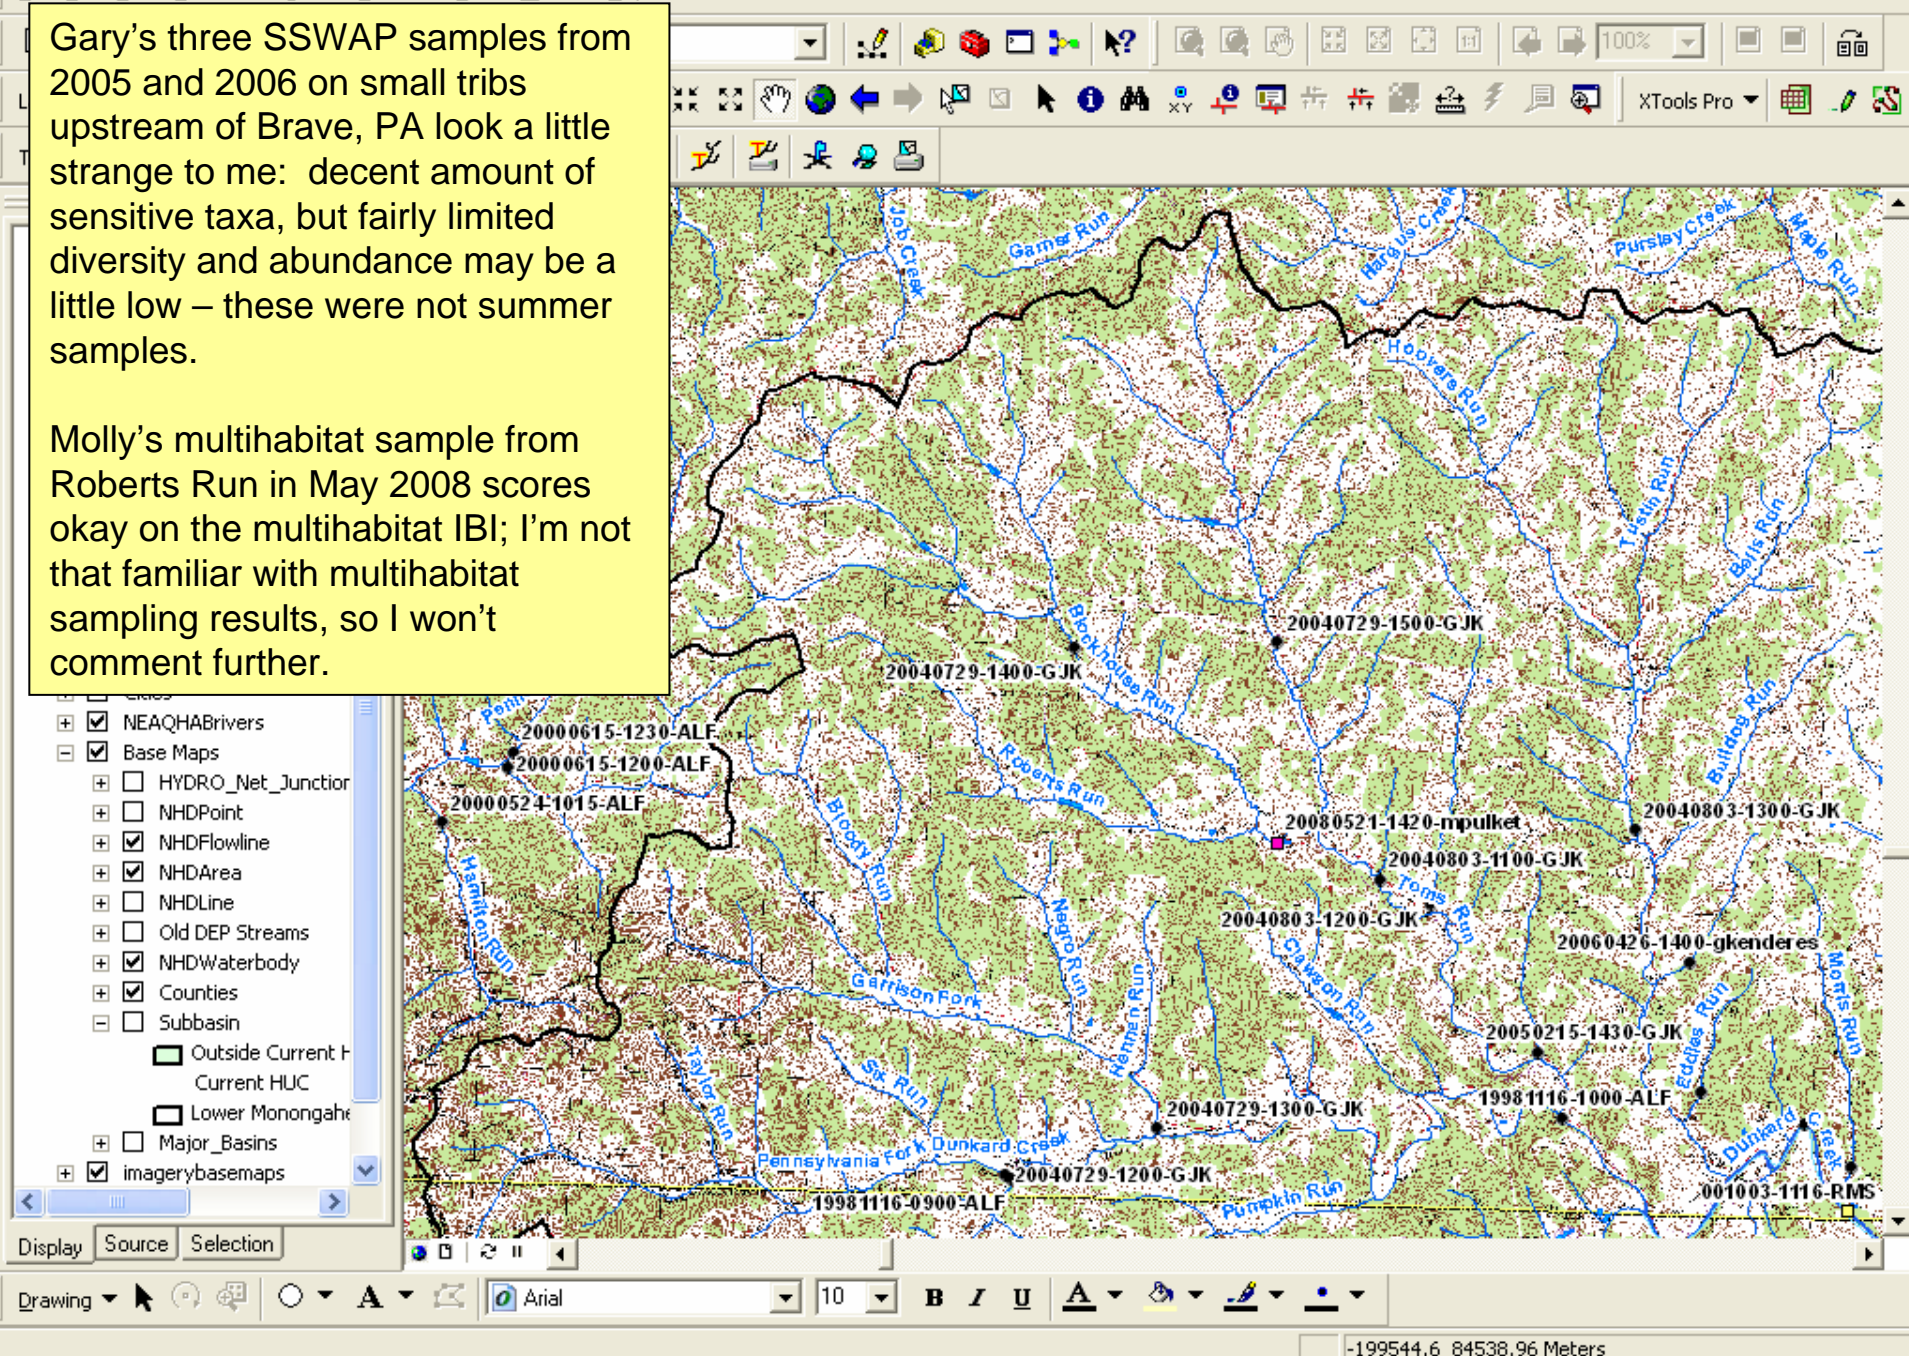 Gary's three SSWAP samples from
2005 and 2006 on small tribs
upstream of Brave, PA look a little
strange to me:  decent amount of
sensitive taxa, but fairly limited
diversity and abundance may be a
little low – these were not summer
samples.
Molly's multihabitat sample from
Roberts Run in May 2008 scores
okay on the multihabitat IBI; I'm not
that familiar with multihabitat
sampling results, so I won't
comment further.
100%
XTools Pro
Job Creek
Garner Run
Hargus Creek
Pursley Creek
Maple Run
Hoovers Run
Tustin Run
Bells Run
Blockhouse Run
20040729-1500-GJK
20040729-1400-GJK
Bulldog Run
20000615-1230-ALF
20000615-1200-ALF
20000524-1015-ALF
Roberts Run
Bloody Run
20080521-1420-mpulket
20040803-1300-GJK
20040803-1100-GJK
Toms Run
Hamilton Run
Negro Run
20040803-1200-GJK
Clawson Run
20060426-1400-gkenderes
Morris Run
Garrison Fork
Rennen Run
20050215-1430-GJK
Eddies Run
Taylor Run
Six Run
19981116-1000-ALF
20040729-1300-GJK
Dunkard Creek
Pennsylvania Fork Dunkard Creek
20040729-1200-GJK
19981116-0900-ALF
Pumpkin Run
001003-1116-RMS
NEAQHABrivers
Base Maps
HYDRO_Net_Junction
NHDPoint
NHDFlowline
NHDArea
NHDLine
Old DEP Streams
NHDWaterbody
Counties
Subbasin
Outside Current H
Current HUC
Lower Monongahe
Major_Basins
imagerybasemaps
Display Source Selection
Drawing A Arial 10 B I U A
-199544.6 84538.96 Meters